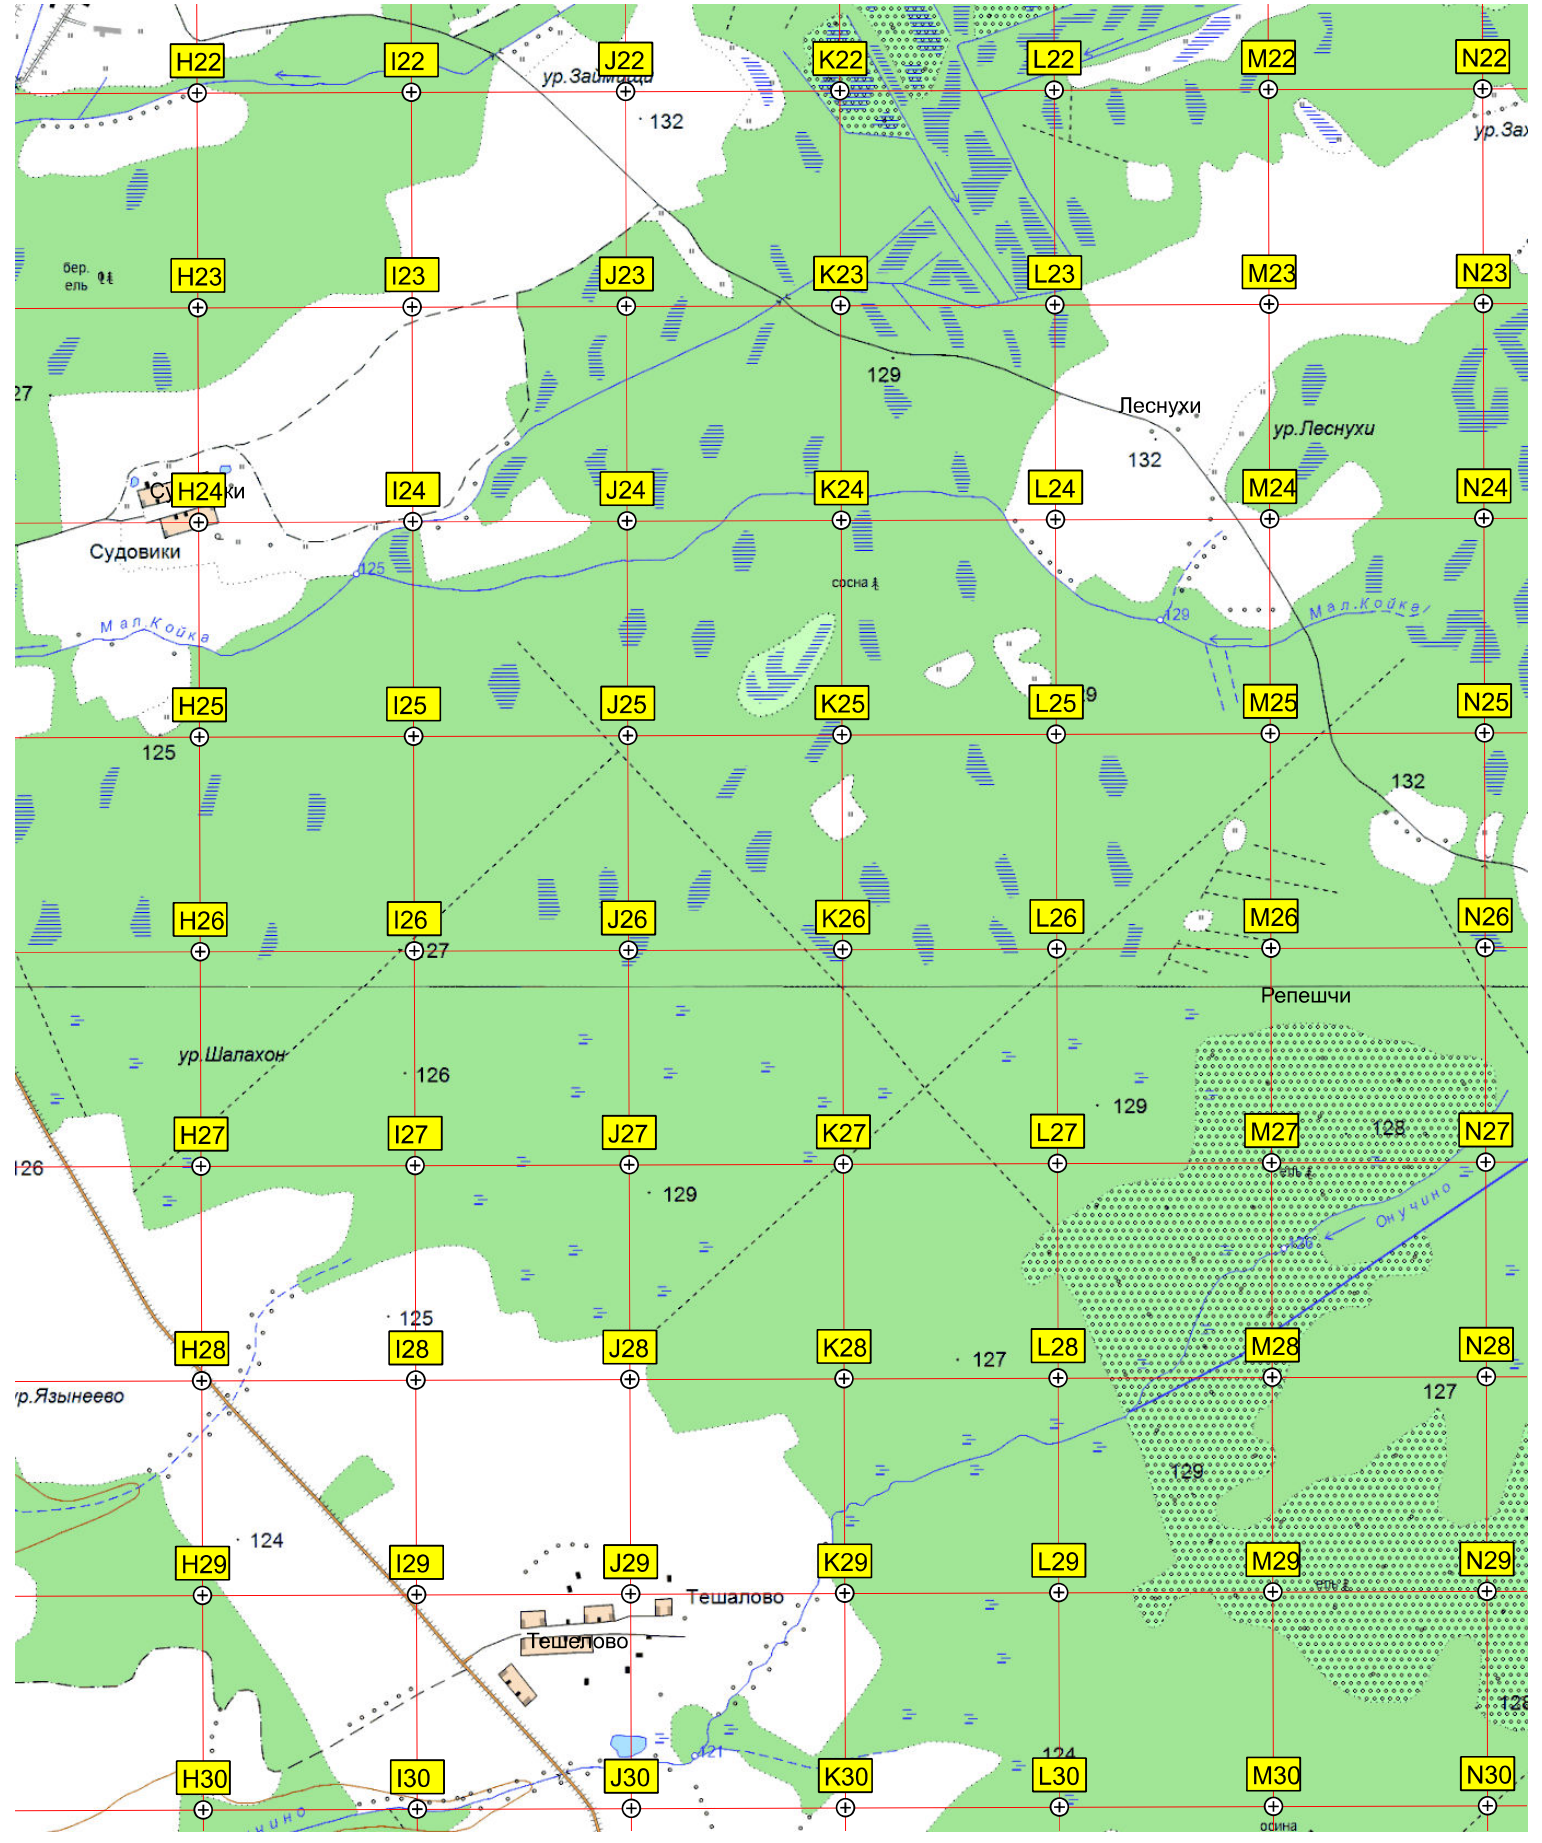 H22
I22
J22
K22
L22
M22
N22
ур.Займищи
132
бер.
ель
H23
I23
J23
K23
L23
M23
N23
129
Леснухи
ур.Леснухи
132
H24
I24
J24
K24
L24
M24
N24
Судовики
125
сосна
Мал.Койка
129
Мал.Койка
H25
I25
J25
K25
L25
M25
N25
125
132
H26
I26
J26
K26
L26
M26
N26
Репешчи
ур.Шалахон
126
129
128
H27
I27
J27
K27
L27
M27
N27
126
129
ель
Онучино
125
H28
I28
J28
K28
L28
M28
N28
127
ур.Язынеево
127
129
124
H29
I29
J29
K29
L29
M29
N29
ель
Тешалово
Тешелово
128
121
124
H30
I30
J30
K30
L30
M30
N30
осина